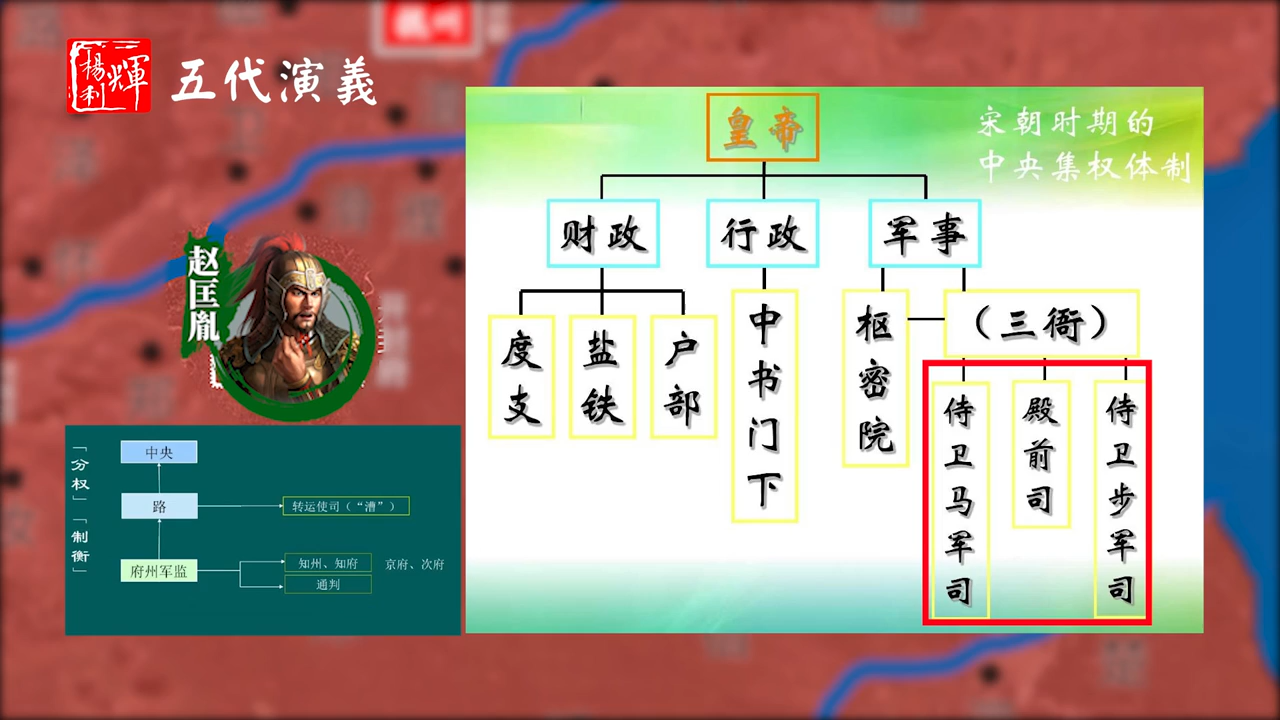 楊利輝
五代演義
宋朝时期的
中央集权体制
皇帝
财政
行政
军事
度支
盐铁
户部
中书门下
枢密院
（三衙）
侍卫马军司
殿前司
侍卫步军司
赵匡胤
「分权」「制衡」
中央
路
转运使司（“漕”）
府州军监
知州、知府
京府、次府
通判